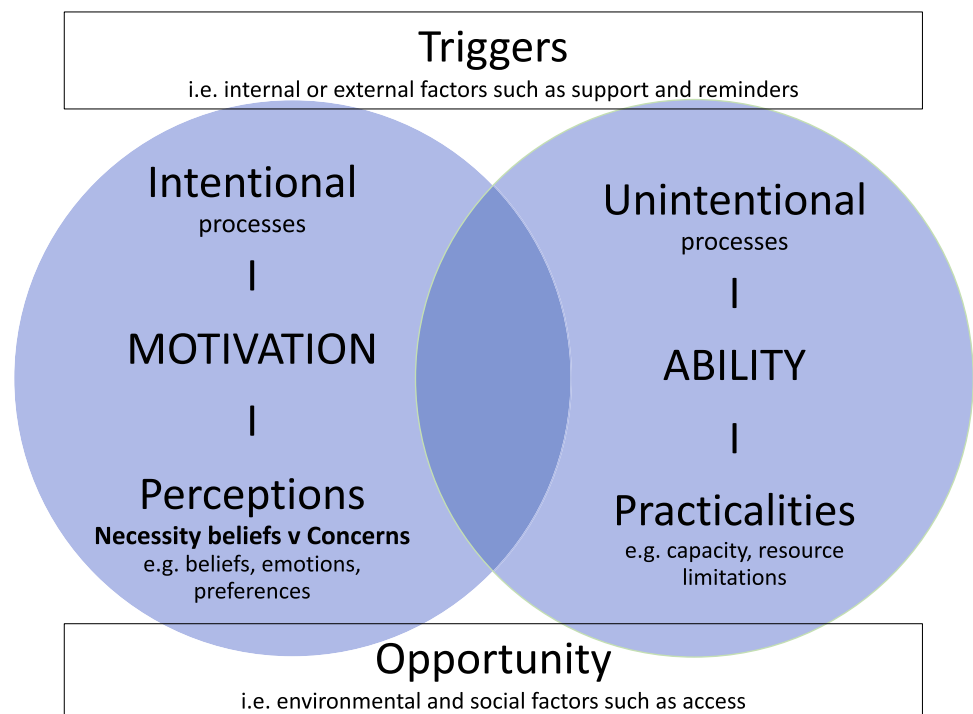 Triggers
i.e. internal or external factors such as support and reminders
Intentional
processes
I
MOTIVATION
I
Perceptions
Necessity beliefs v Concerns
e.g. beliefs, emotions,
preferences
Unintentional
processes
I
ABILITY
I
Practicalities
e.g. capacity, resource
limitations
Opportunity
i.e. environmental and social factors such as access